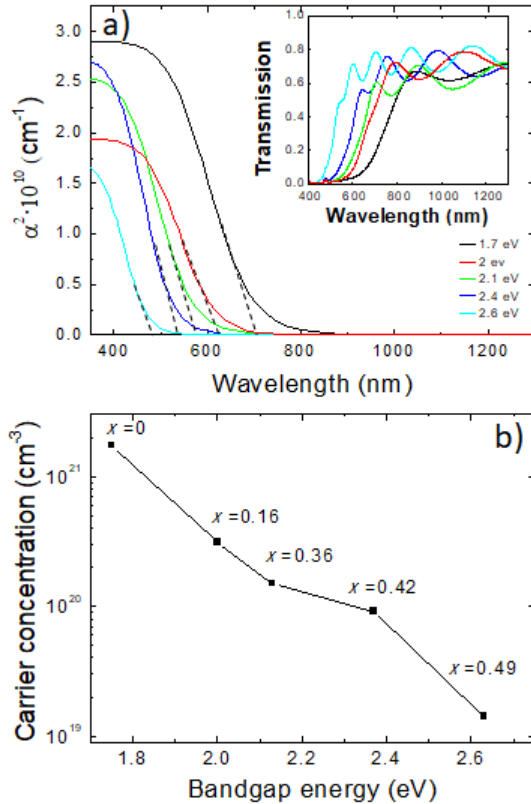 a)
α²·10¹⁰ (cm⁻¹)
3.0
2.5
2.0
1.5
1.0
0.5
0.0
400 600 800 1000 1200
Wavelength (nm)
Transmission
1.0
0.8
0.6
0.4
0.2
0.0
400 600 800 1000 1200
Wavelength (nm)
1.7 eV
2 ev
2.1 eV
2.4 eV
2.6 eV
b)
Carrier concentration (cm⁻³)
10²¹
10²⁰
10¹⁹
x=0
x=0.16
x=0.36
x=0.42
x=0.49
1.8 2.0 2.2 2.4 2.6
Bandgap energy (eV)